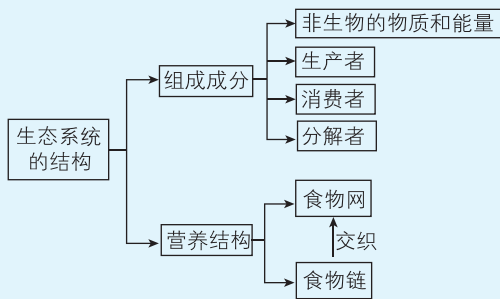 非生物的物质和能量
生产者
组成成分
消费者
分解者
生态系统
的结构
食物网
营养结构
交织
食物链